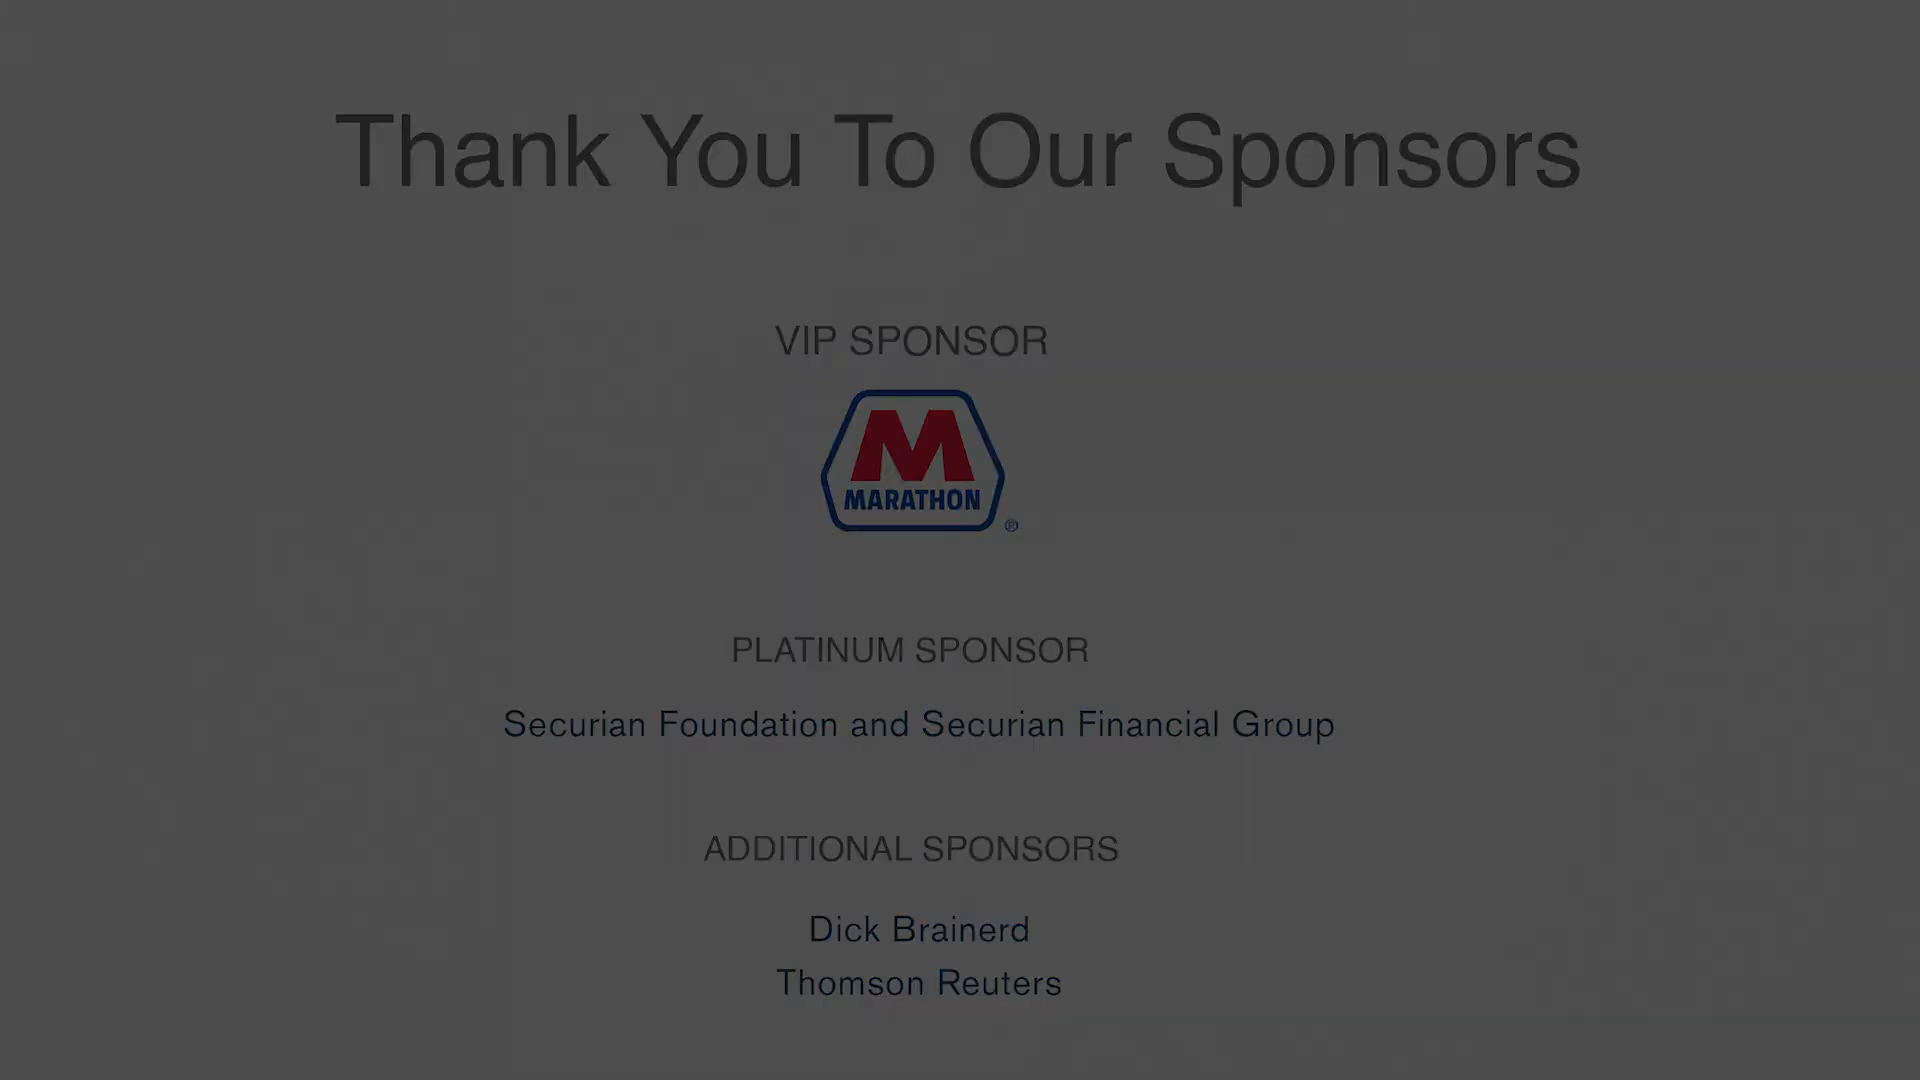 Thank You To Our Sponsors
VIP SPONSOR
M
MARATHON
®
PLATINUM SPONSOR
Securian Foundation and Securian Financial Group
ADDITIONAL SPONSORS
Dick Brainerd
Thomson Reuters